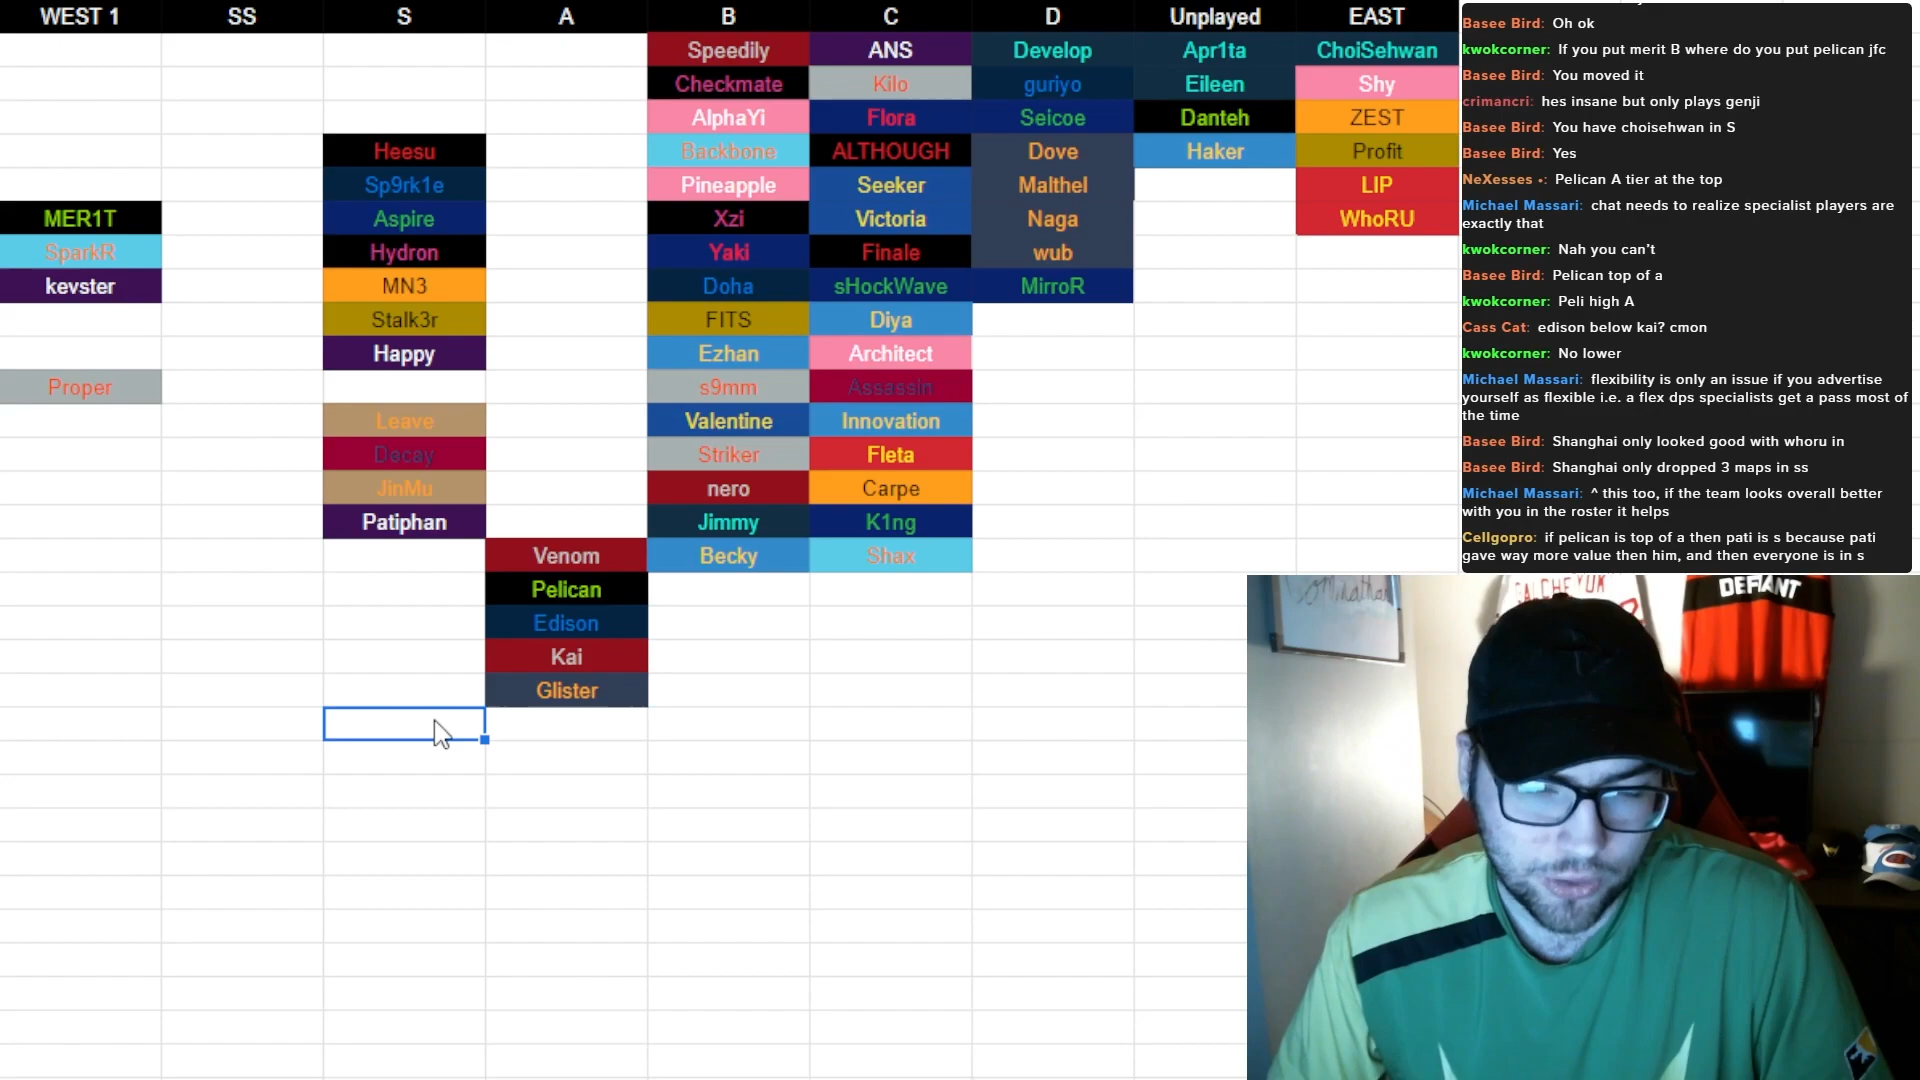 WEST 1 SS S A B C D Unplayed EAST
Speedily ANS Develop Apr1ta ChoiSehwan
Checkmate Kilo guriyo Eileen Shy
AlphaYi Flora Seicoe Danteh ZEST
Heesu Backbone ALTHOUGH Dove Haker Profit
Sp9rk1e Pineapple Seeker Malthel LIP
MER1T Aspire Xzi Victoria Naga WhoRU
SparkR Hydron Yaki Finale wub
kevster MN3 Doha sHockWave MirroR
Stalk3r FITS Diya
Happy Ezhan Architect
Proper s9mm Assassin
Leave Valentine Innovation
Decay Striker Fleta
JinMu nero Carpe
Patiphan Jimmy K1ng
Venom Becky Shax
Pelican
Edison
Kai
Glister
Basee Bird: Oh ok
kwokcorner: If you put merit B where do you put pelican jfc
Basee Bird: You moved it
crimancri: hes insane but only plays genji
Basee Bird: You have choisehwan in S
Basee Bird: Yes
NeXesses •: Pelican A tier at the top
Michael Massari: chat needs to realize specialist players are
exactly that
kwokcorner: Nah you can't
Basee Bird: Pelican top of a
kwokcorner: Peli high A
Cass Cat: edison below kai? cmon
kwokcorner: No lower
Michael Massari: flexibility is only an issue if you advertise
yourself as flexible i.e. a flex dps specialists get a pass most of
the time
Basee Bird: Shanghai only looked good with whoru in
Basee Bird: Shanghai only dropped 3 maps in ss
Michael Massari: ^ this too, if the team looks overall better
with you in the roster it helps
Cellgopro: if pelican is top of a then pati is s because pati
gave way more value then him, and then everyone is in s
DEFIANT